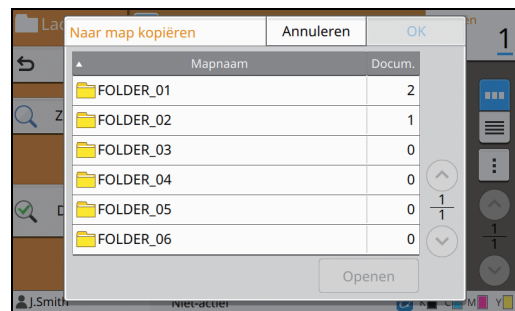 Naar map kopiëren Annuleren OK
1
Mapnaam Docum.
FOLDER_01 2
FOLDER_02 1
FOLDER_03 0
FOLDER_04 0
FOLDER_05 0
FOLDER_06 0
1
1
1
1
Openen
J.Smith Niet-actief K C M Y